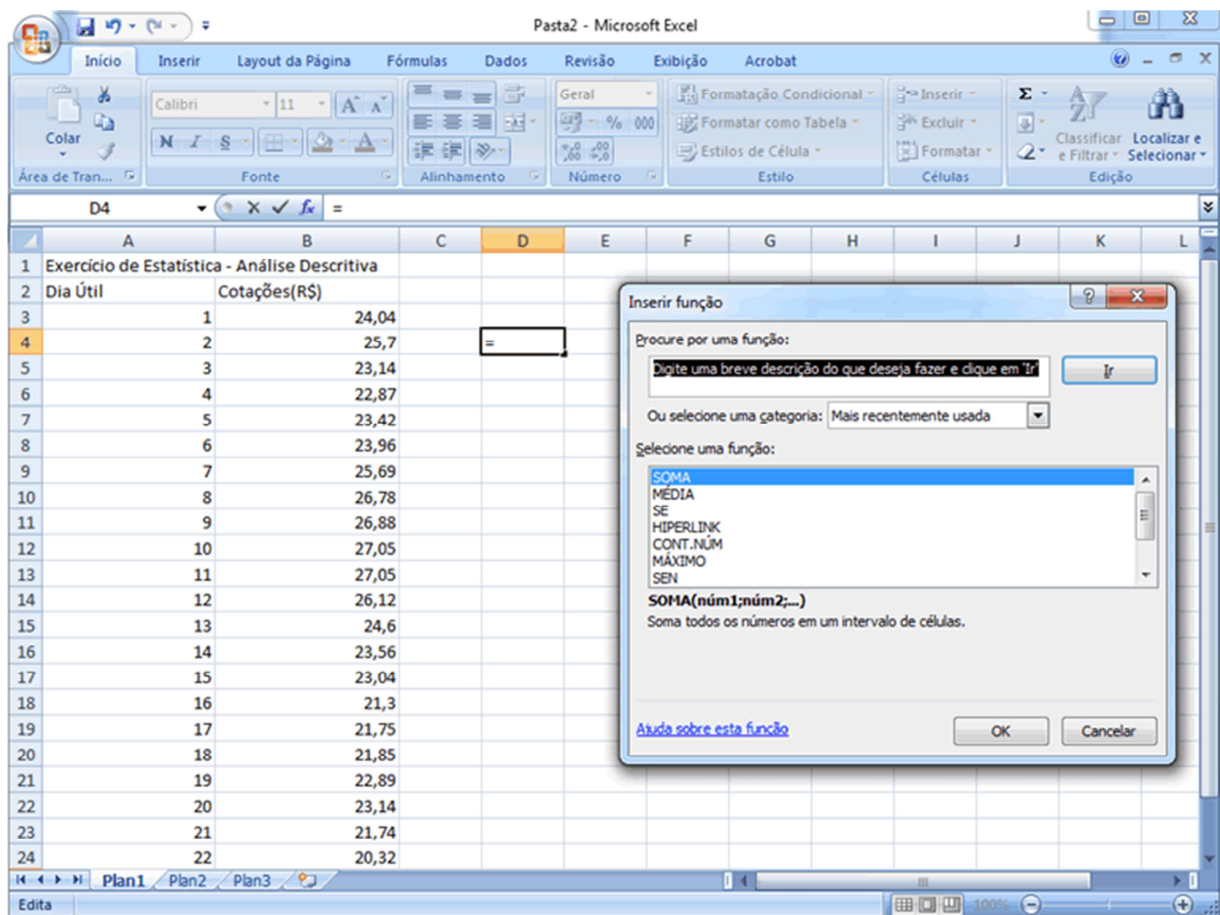 Pasta2 - Microsoft Excel
Início Inserir Layout da Página Fórmulas Dados Revisão Exibição Acrobat
Colar
Calibri 11
N I S
Geral
% 000
Formatação Condicional
Formatar como Tabela
Estilos de Célula
Inserir
Excluir
Formatar
Σ
Classificar e Filtrar
Localizar e Selecionar
Área de Tran... Fonte Alinhamento Número Estilo Células Edição
D4 fx =
A B C D E F G H I J K L
1 Exercício de Estatística - Análise Descritiva
2 Dia Útil Cotações(R$)
3 1 24,04
4 2 25,7 =
5 3 23,14
6 4 22,87
7 5 23,42
8 6 23,96
9 7 25,69
10 8 26,78
11 9 26,88
12 10 27,05
13 11 27,05
14 12 26,12
15 13 24,6
16 14 23,56
17 15 23,04
18 16 21,3
19 17 21,75
20 18 21,85
21 19 22,89
22 20 23,14
23 21 21,74
24 22 20,32
Inserir função
Procure por uma função:
Digite uma breve descrição do que deseja fazer e clique em 'Ir'
Ir
Ou selecione uma categoria: Mais recentemente usada
Selecione uma função:
SOMA
MÉDIA
SE
HIPERLINK
CONT.NÚM
MÁXIMO
SEN
SOMA(núm1;núm2;...)
Soma todos os números em um intervalo de células.
Ajuda sobre esta função
OK Cancelar
Plan1 Plan2 Plan3
Edita 100%